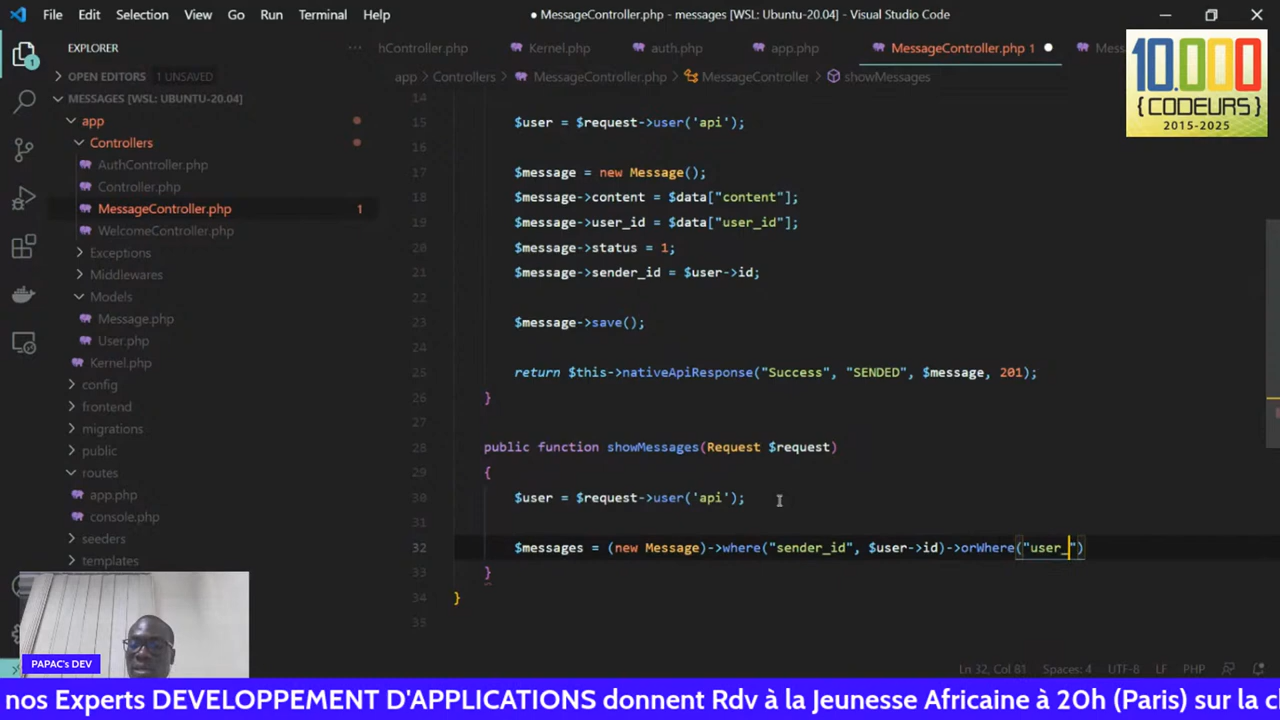 File Edit Selection View Go Run Terminal Help
● MessageController.php - messages [WSL: Ubuntu-20.04] - Visual Studio Code
EXPLORER
OPEN EDITORS 1 UNSAVED
MESSAGES [WSL: UBUNTU-20.04]
app
Controllers
AuthController.php
Controller.php
MessageController.php 1
WelcomeController.php
Exceptions
Middlewares
Models
Message.php
User.php
Kernel.php
config
frontend
migrations
public
routes
app.php
console.php
seeders
templates
hController.php Kernel.php auth.php app.php MessageController.php 1 ● Mess
app > Controllers > MessageController.php > MessageController > showMessages
14
15 $user = $request->user('api');
16
17 $message = new Message();
18 $message->content = $data["content"];
19 $message->user_id = $data["user_id"];
20 $message->status = 1;
21 $message->sender_id = $user->id;
22
23 $message->save();
24
25 return $this->nativeApiResponse("Success", "SENDED", $message, 201);
26 }
27
28 public function showMessages(Request $request)
29 {
30 $user = $request->user('api');
31
32 $messages = (new Message)->where("sender_id", $user->id)->orWhere("user_")
33 }
34 }
35
10.000
{CODEURS}
2015-2025
PAPAC's DEV
Ln 32, Col 81 Spaces: 4 UTF-8 LF PHP
nos Experts DEVELOPPEMENT D'APPLICATIONS donnent Rdv à la Jeunesse Africaine à 20h (Paris) sur la c